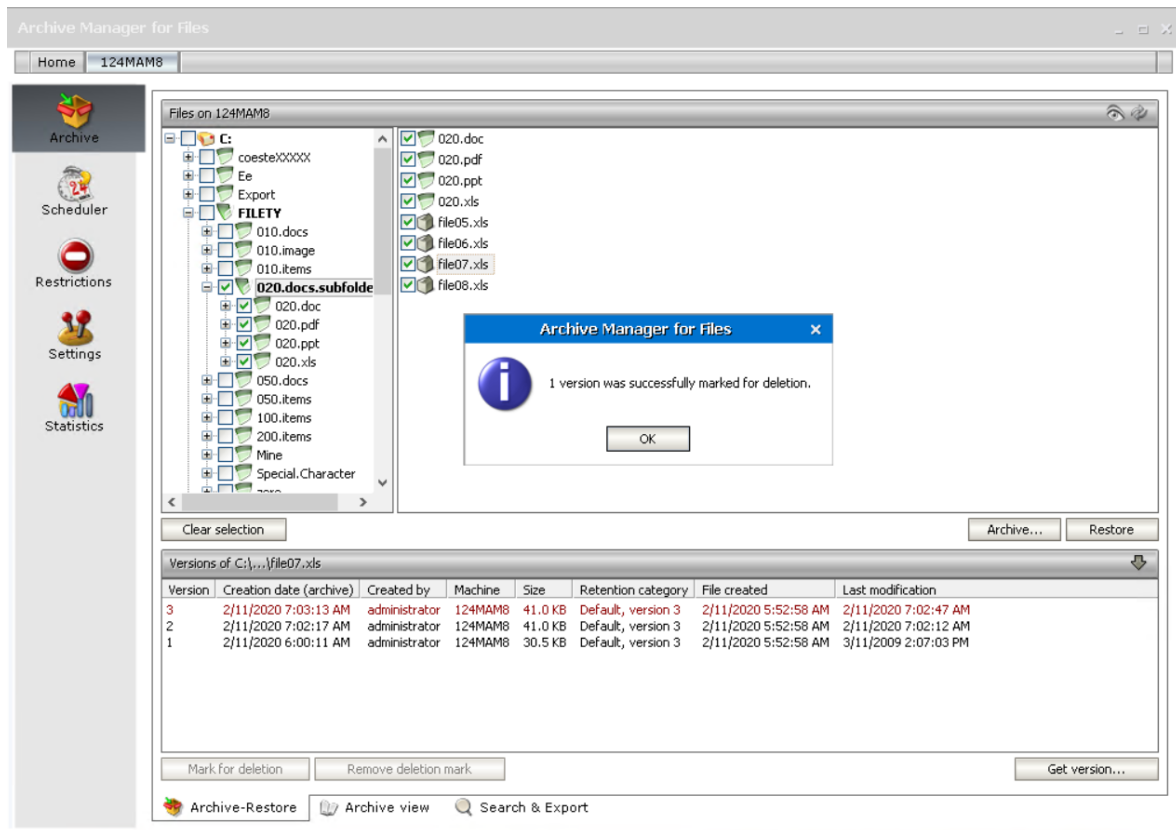 Archive Manager for Files
Home 124MAM8
Archive
Scheduler
Restrictions
Settings
Statistics
Files on 124MAM8
C:
coesteXXXXX
Ee
Export
FILETY
010.docs
010.image
010.items
020.docs.subfolde
020.doc
020.pdf
020.ppt
020.xls
050.docs
050.items
100.items
200.items
Mine
Special.Character
020.doc
020.pdf
020.ppt
020.xls
file05.xls
file06.xls
file07.xls
file08.xls
Archive Manager for Files
1 version was successfully marked for deletion.
OK
Clear selection Archive... Restore
Versions of C:\...\file07.xls
Version Creation date (archive) Created by Machine Size Retention category File created Last modification
3 2/11/2020 7:03:13 AM administrator 124MAM8 41.0 KB Default, version 3 2/11/2020 5:52:58 AM 2/11/2020 7:02:47 AM
2 2/11/2020 7:02:17 AM administrator 124MAM8 41.0 KB Default, version 3 2/11/2020 5:52:58 AM 2/11/2020 7:02:12 AM
1 2/11/2020 6:00:11 AM administrator 124MAM8 30.5 KB Default, version 3 2/11/2020 5:52:58 AM 3/11/2009 2:07:03 PM
Mark for deletion Remove deletion mark Get version...
Archive-Restore Archive view Search & Export